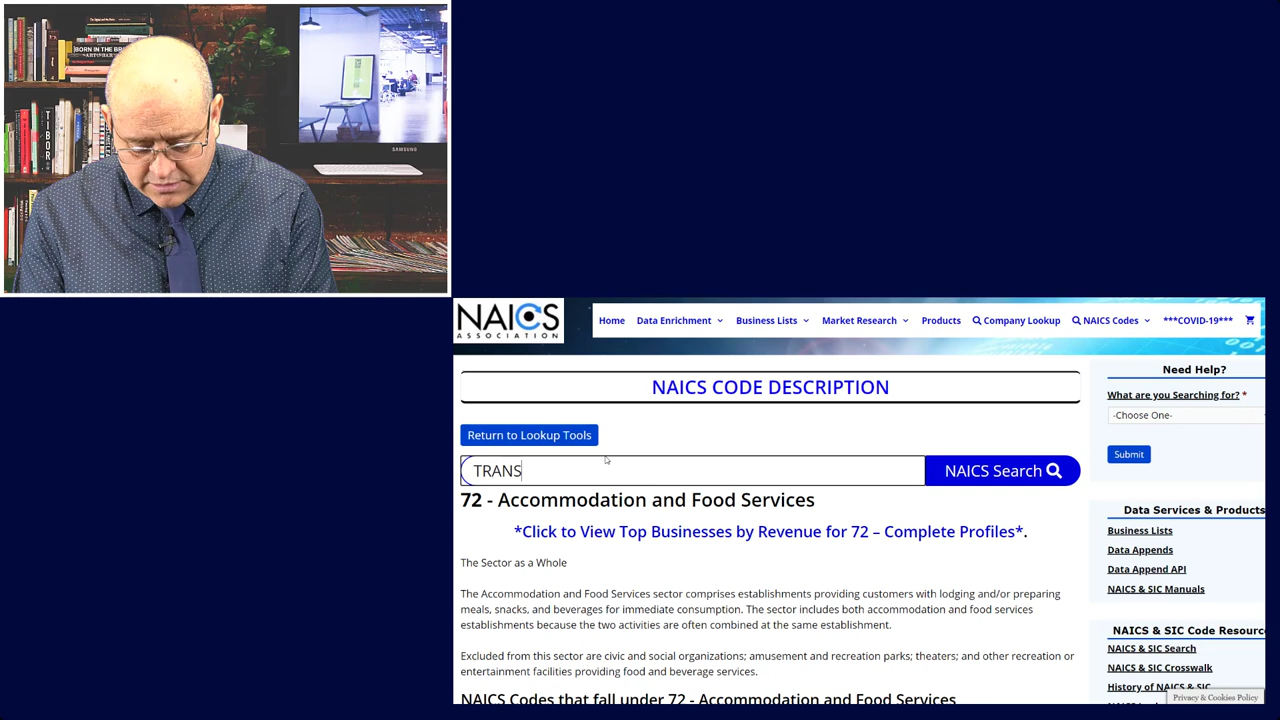 BORN IN THE
TIBOR
SAMSUNG
NAICS
ASSOCIATION
Home Data Enrichment Business Lists Market Research Products Company Lookup NAICS Codes ***COVID-19***
NAICS CODE DESCRIPTION
Return to Lookup Tools
TRANS
NAICS Search
72 - Accommodation and Food Services
*Click to View Top Businesses by Revenue for 72 – Complete Profiles*.
The Sector as a Whole
The Accommodation and Food Services sector comprises establishments providing customers with lodging and/or preparing
meals, snacks, and beverages for immediate consumption. The sector includes both accommodation and food services
establishments because the two activities are often combined at the same establishment.
Excluded from this sector are civic and social organizations; amusement and recreation parks; theaters; and other recreation or
entertainment facilities providing food and beverage services.
NAICS Codes that fall under 72 - Accommodation and Food Services
Need Help?
What are you Searching for? *
-Choose One-
Submit
Data Services & Products
Business Lists
Data Appends
Data Append API
NAICS & SIC Manuals
NAICS & SIC Code Resourc
NAICS & SIC Search
NAICS & SIC Crosswalk
History of NAICS & SIC
Privacy & Cookies Policy